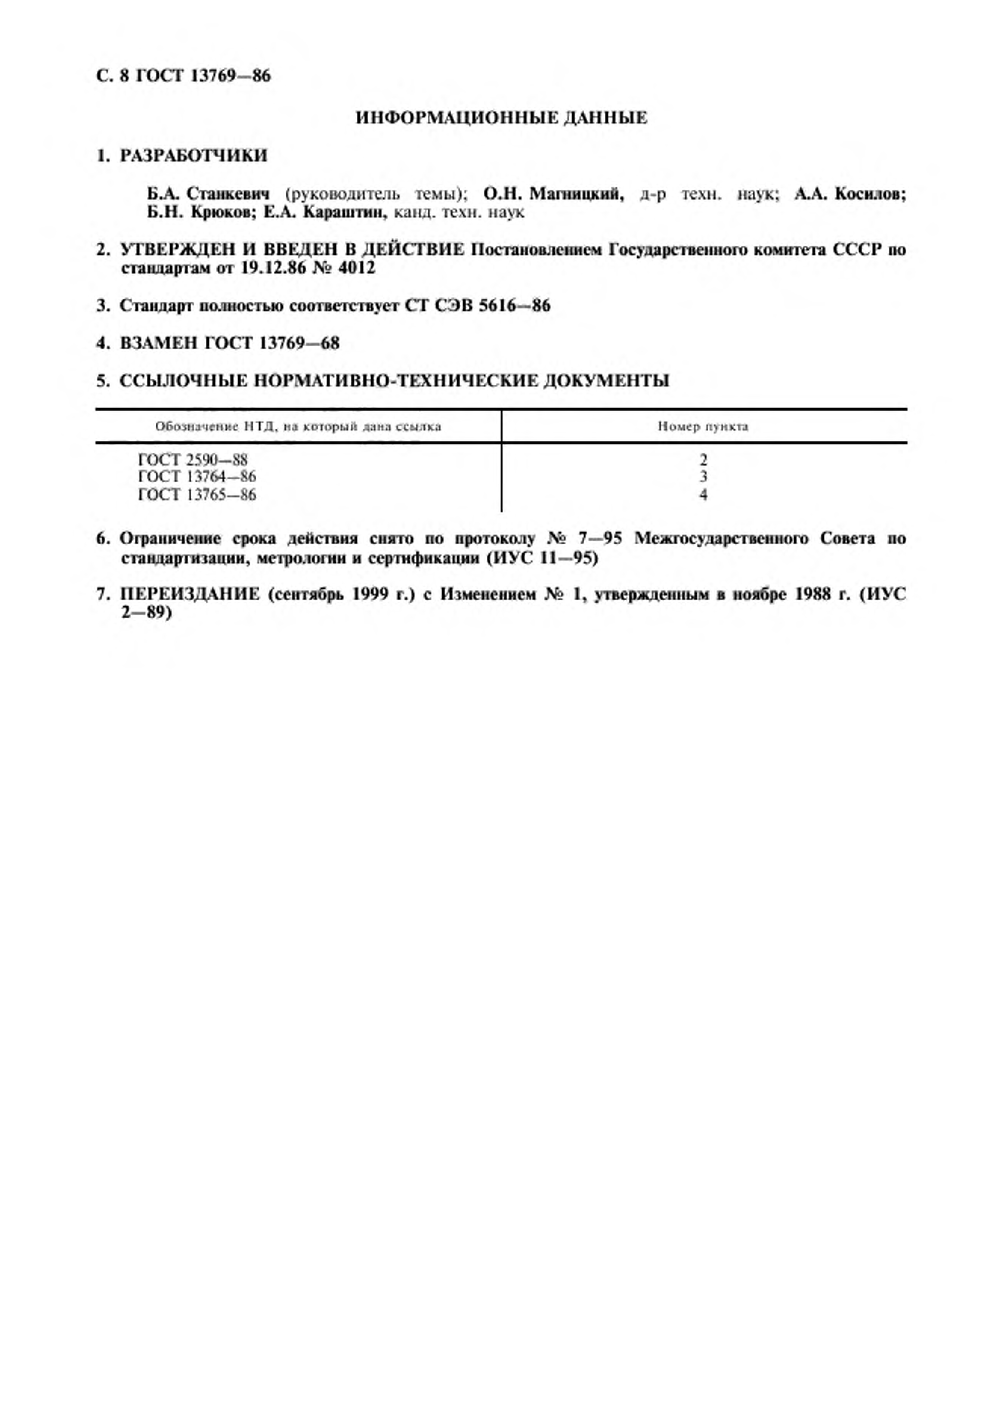 С. 8 ГОСТ 13769—86
ИНФОРМАЦИОННЫЕ ДАННЫЕ
1. РАЗРАБОТЧИКИ
Б.А. Станкевич (руководитель темы); О.Н. Магницкий, д-р техн. наук; А.А. Косилов;
Б.Н. Крюков; Е.А. Караштин, канд. техн. наук
2. УТВЕРЖДЕН И ВВЕДЕН В ДЕЙСТВИЕ Постановлением Государственного комитета СССР по
стандартам от 19.12.86 № 4012
3. Стандарт полностью соответствует СТ СЭВ 5616—86
4. ВЗАМЕН ГОСТ 13769—68
5. ССЫЛОЧНЫЕ НОРМАТИВНО-ТЕХНИЧЕСКИЕ ДОКУМЕНТЫ
Обозначение НТД, на который дана ссылка Номер пункта
ГОСТ 2590—88 2
ГОСТ 13764—86 3
ГОСТ 13765—86 4
6. Ограничение срока действия снято по протоколу № 7—95 Межгосударственного Совета по
стандартизации, метрологии и сертификации (ИУС 11—95)
7. ПЕРЕИЗДАНИЕ (сентябрь 1999 г.) с Изменением № 1, утвержденным в ноябре 1988 г. (ИУС
2—89)